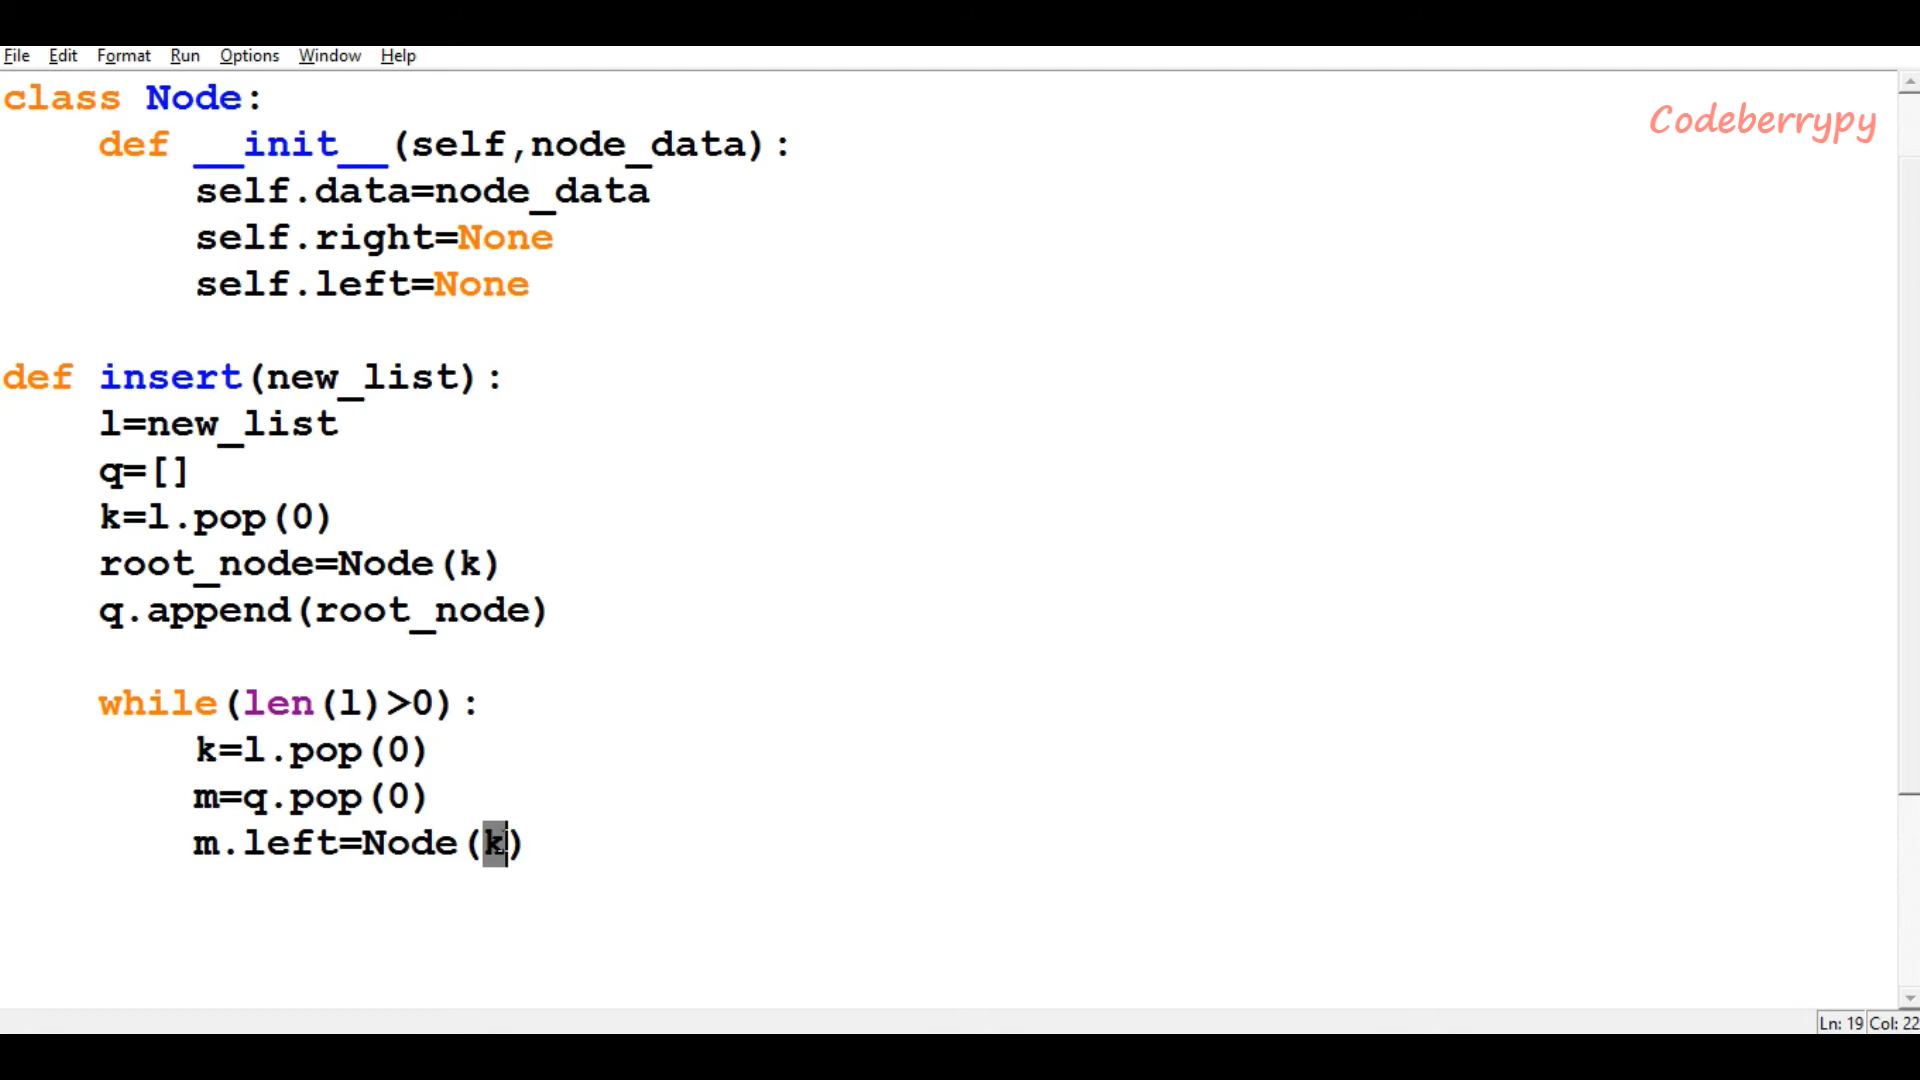 File Edit Format Run Options Window Help
class Node:
    def __init__(self,node_data):
        self.data=node_data
        self.right=None
        self.left=None
def insert(new_list):
    l=new_list
    q=[]
    k=l.pop(0)
    root_node=Node(k)
    q.append(root_node)
    while(len(l)>0):
        k=l.pop(0)
        m=q.pop(0)
        m.left=Node(k)
Codeberrypy
Ln: 19 Col: 22